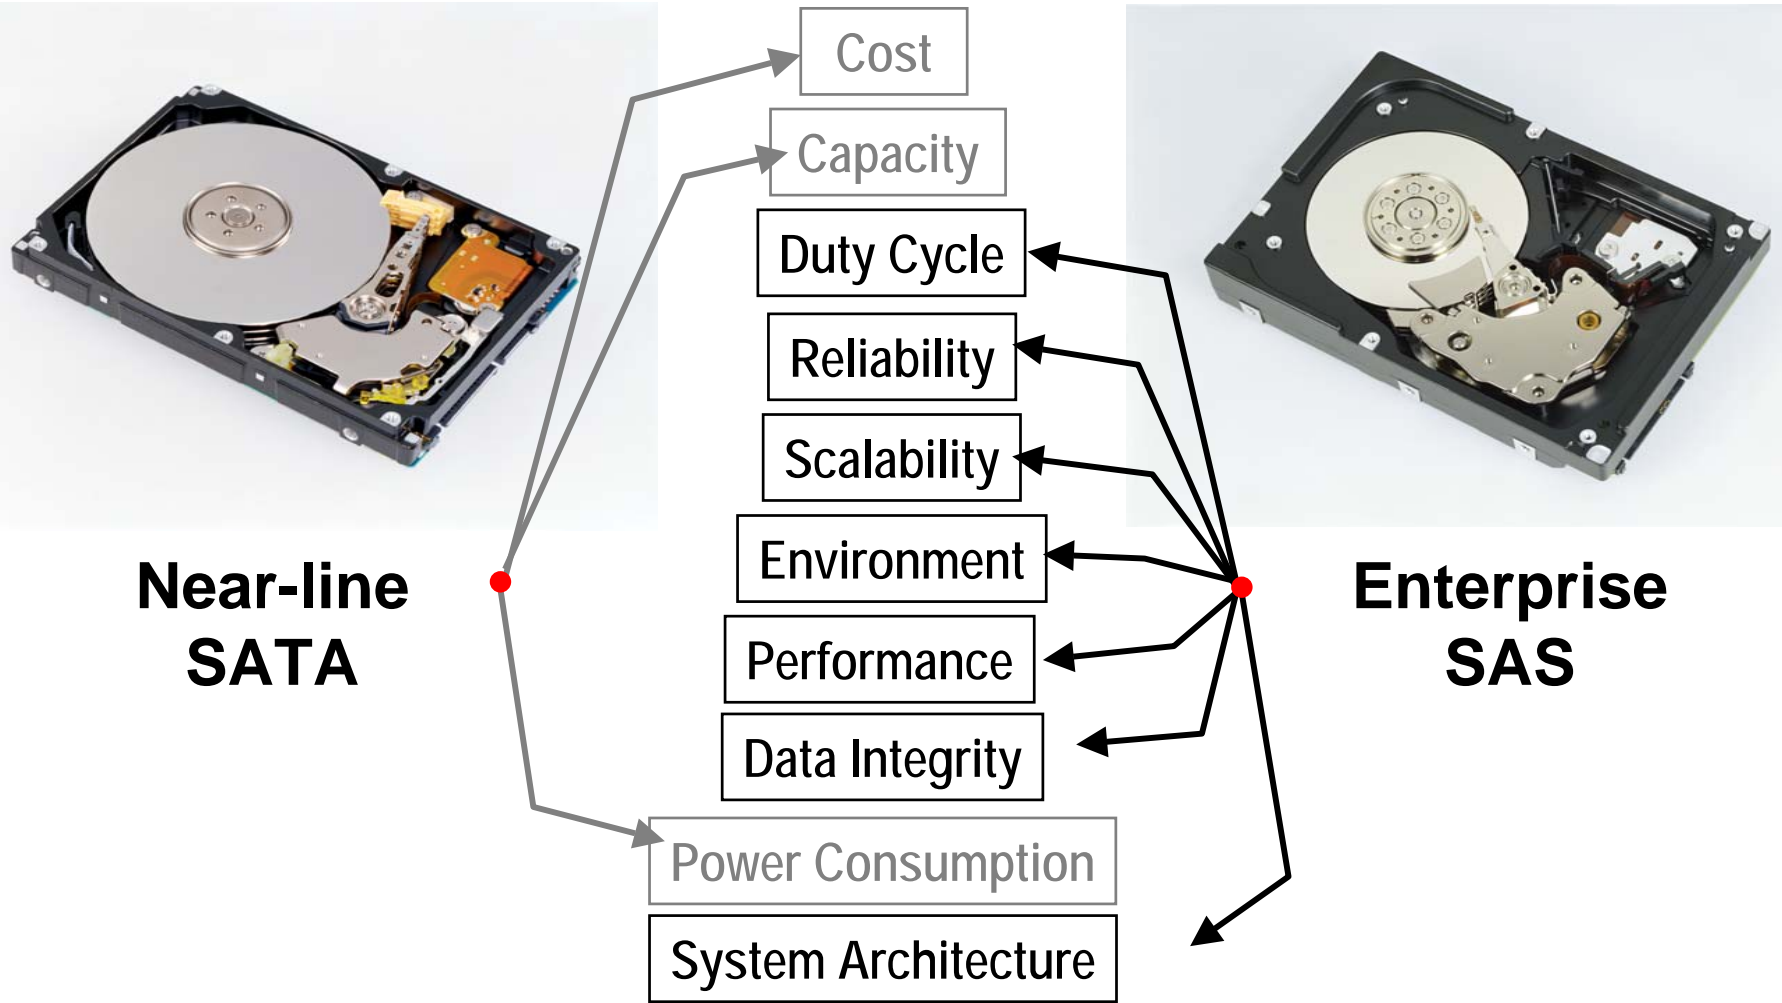 Cost
Capacity
Duty Cycle
Reliability
Scalability
Environment
Near-line
SATA
Enterprise
SAS
Performance
Data Integrity
Power Consumption
System Architecture